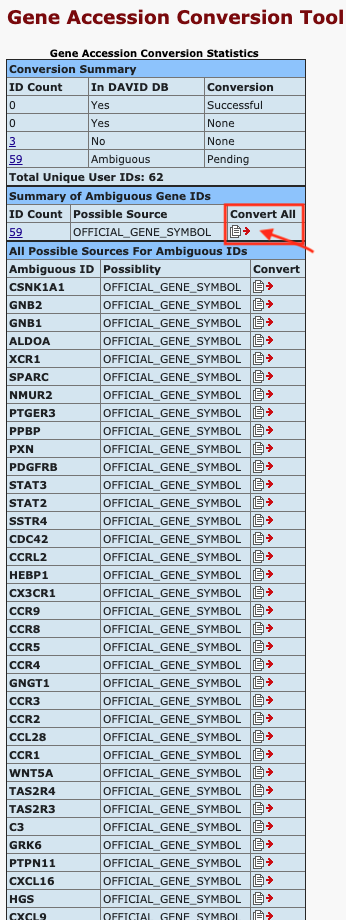 Gene Accession Conversion Tool
Gene Accession Conversion Statistics
Conversion Summary
ID Count In DAVID DB Conversion
0 Yes Successful
0 Yes None
3 No None
59 Ambiguous Pending
Total Unique User IDs: 62
Summary of Ambiguous Gene IDs
ID Count Possible Source Convert All
59 OFFICIAL_GENE_SYMBOL
All Possible Sources For Ambiguous IDs
Ambiguous ID Possiblity Convert
CSNK1A1 OFFICIAL_GENE_SYMBOL
GNB2 OFFICIAL_GENE_SYMBOL
GNB1 OFFICIAL_GENE_SYMBOL
ALDOA OFFICIAL_GENE_SYMBOL
XCR1 OFFICIAL_GENE_SYMBOL
SPARC OFFICIAL_GENE_SYMBOL
NMUR2 OFFICIAL_GENE_SYMBOL
PTGER3 OFFICIAL_GENE_SYMBOL
PPBP OFFICIAL_GENE_SYMBOL
PXN OFFICIAL_GENE_SYMBOL
PDGFRB OFFICIAL_GENE_SYMBOL
STAT3 OFFICIAL_GENE_SYMBOL
STAT2 OFFICIAL_GENE_SYMBOL
SSTR4 OFFICIAL_GENE_SYMBOL
CDC42 OFFICIAL_GENE_SYMBOL
CCRL2 OFFICIAL_GENE_SYMBOL
HEBP1 OFFICIAL_GENE_SYMBOL
CX3CR1 OFFICIAL_GENE_SYMBOL
CCR9 OFFICIAL_GENE_SYMBOL
CCR8 OFFICIAL_GENE_SYMBOL
CCR5 OFFICIAL_GENE_SYMBOL
CCR4 OFFICIAL_GENE_SYMBOL
GNGT1 OFFICIAL_GENE_SYMBOL
CCR3 OFFICIAL_GENE_SYMBOL
CCR2 OFFICIAL_GENE_SYMBOL
CCL28 OFFICIAL_GENE_SYMBOL
CCR1 OFFICIAL_GENE_SYMBOL
WNT5A OFFICIAL_GENE_SYMBOL
TAS2R4 OFFICIAL_GENE_SYMBOL
TAS2R3 OFFICIAL_GENE_SYMBOL
C3 OFFICIAL_GENE_SYMBOL
GRK6 OFFICIAL_GENE_SYMBOL
PTPN11 OFFICIAL_GENE_SYMBOL
CXCL16 OFFICIAL_GENE_SYMBOL
HGS OFFICIAL_GENE_SYMBOL
CXCL9 OFFICIAL_GENE_SYMBOL